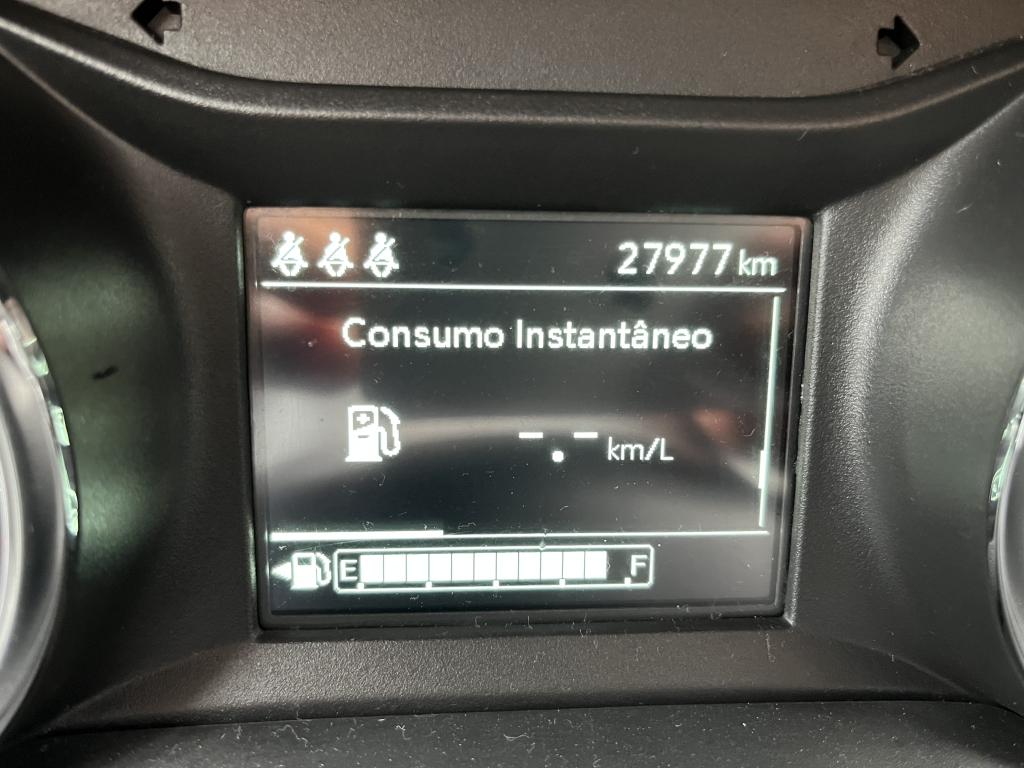 27977 km
Consumo Instantâneo
-.- km/L
E F